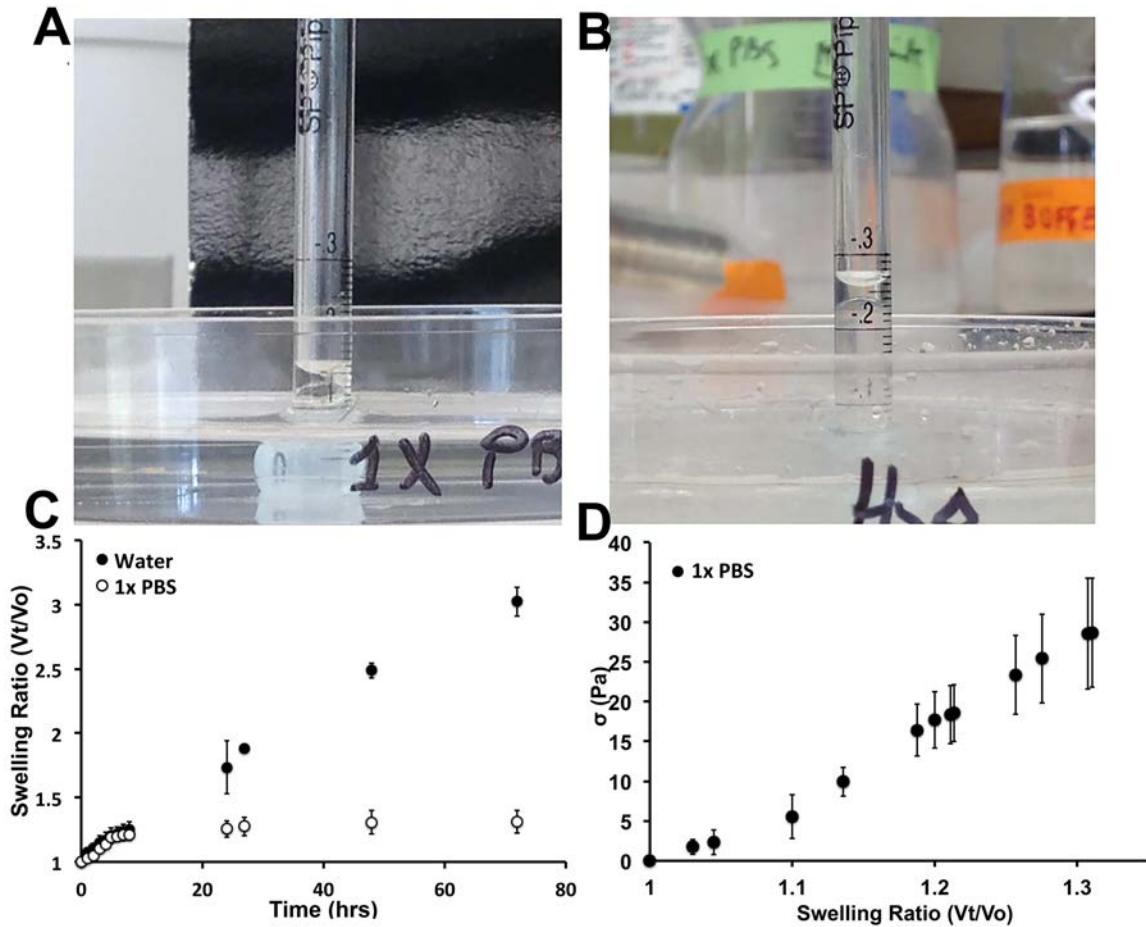 A
SP® Pip
-.3
1X PB
B
x PBS
SP® Pip
-.3
-.2
-.1
BUFFE
H2O
C
Swelling Ratio (Vt/Vo)
3.5
3
2.5
2
1.5
1
Water
1x PBS
0
20
40
60
80
Time (hrs)
D
σ (Pa)
40
35
30
25
20
15
10
5
0
1x PBS
1
1.1
1.2
1.3
Swelling Ratio (Vt/Vo)